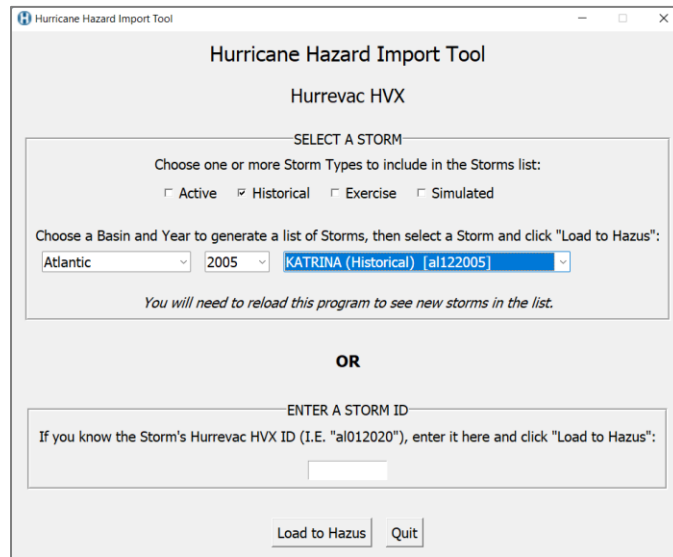 Hurricane Hazard Import Tool
Hurricane Hazard Import Tool
Hurrevac HVX
SELECT A STORM
Choose one or more Storm Types to include in the Storms list:
Active Historical Exercise Simulated
Choose a Basin and Year to generate a list of Storms, then select a Storm and click "Load to Hazus":
Atlantic 2005 KATRINA (Historical) [al122005]
You will need to reload this program to see new storms in the list.
OR
ENTER A STORM ID
If you know the Storm's Hurrevac HVX ID (I.E. "al012020"), enter it here and click "Load to Hazus":
Load to Hazus Quit